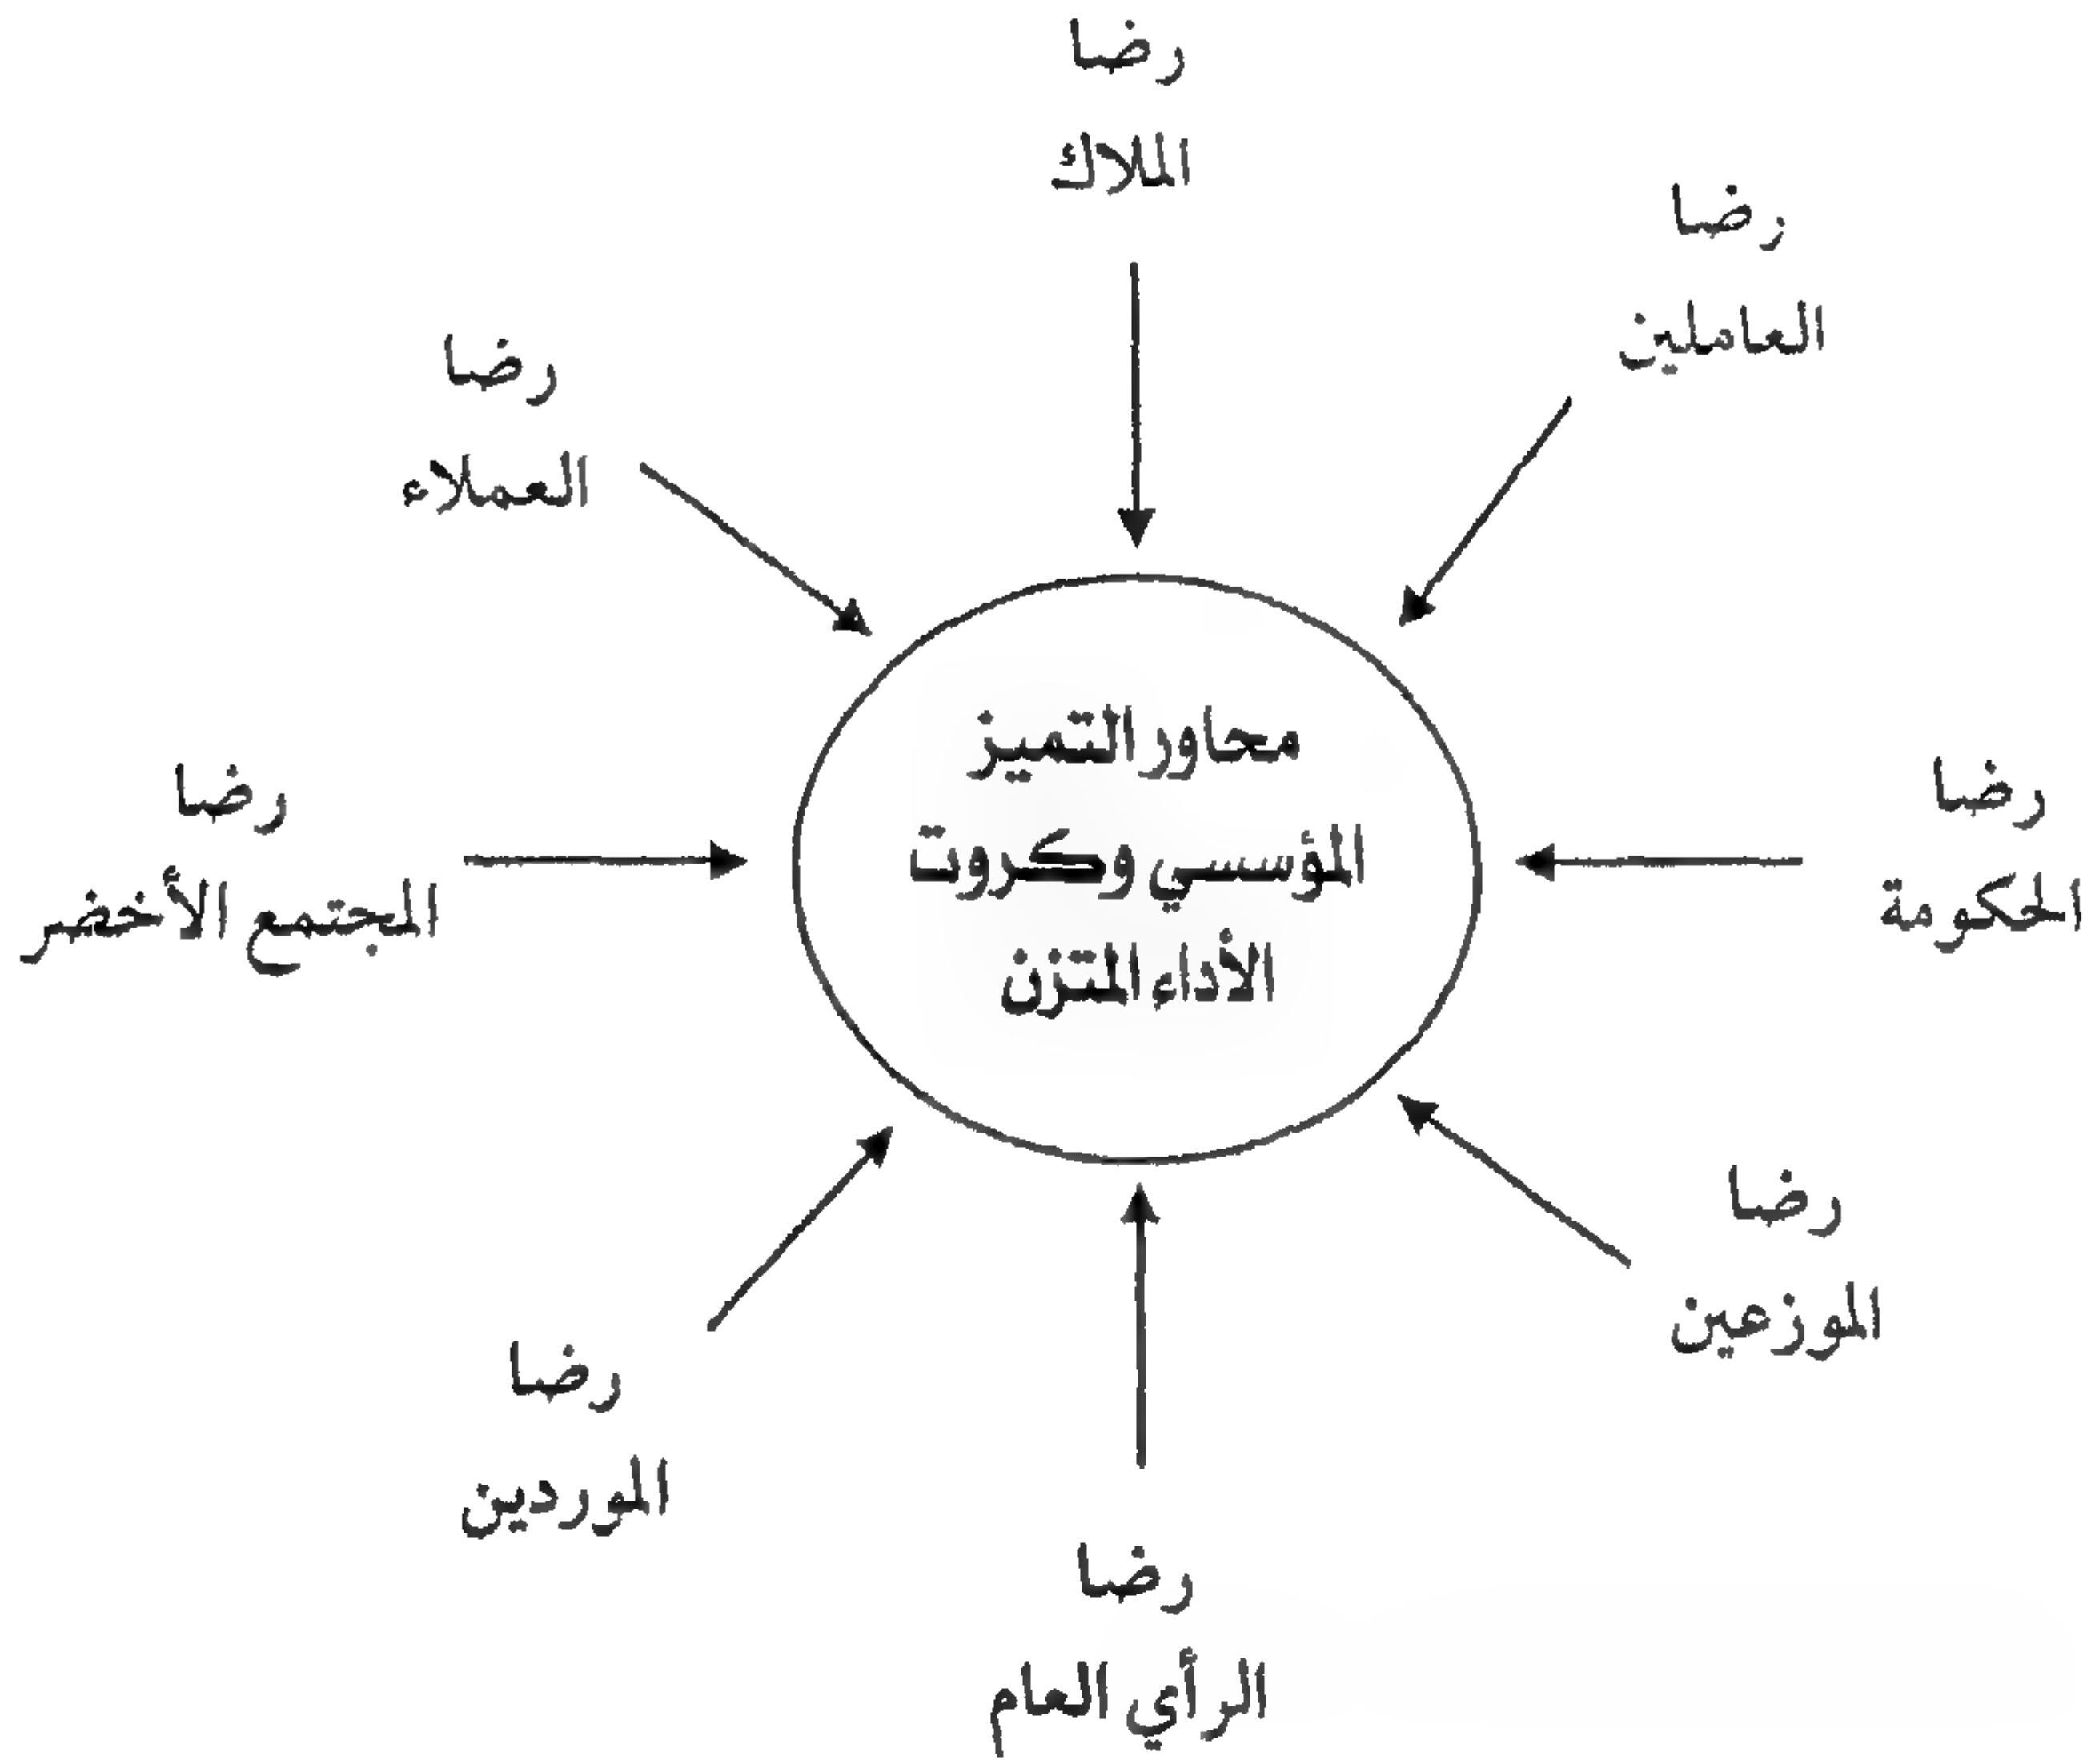 رضا
الملاك
رضا
العاملين
رضا
العملاء
محاور التميز
المؤسسي وكروت
الأداء المتزن
رضا
الحكومة
رضا
المجتمع الأخضر
رضا
الموزعين
رضا
الموردين
رضا
الرأي العام